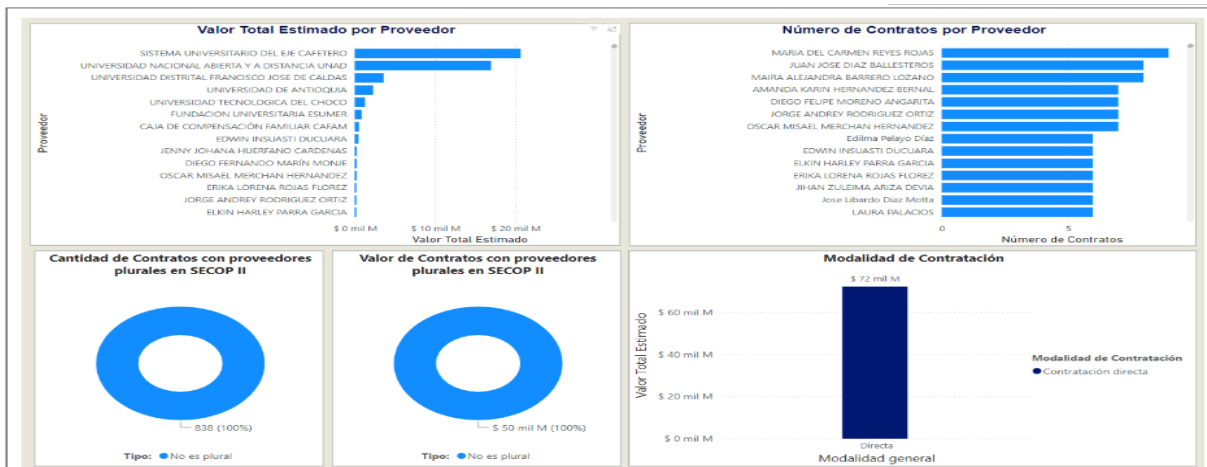 Valor Total Estimado por Proveedor
Proveedor
SISTEMA UNIVERSITARIO DEL EJE CAFETERO
UNIVERSIDAD NACIONAL ABIERTA Y A DISTANCIA UNAD
UNIVERSIDAD DISTRITAL FRANCISCO JOSE DE CALDAS
UNIVERSIDAD DE ANTIOQUIA
UNIVERSIDAD TECNOLOGICA DEL CHOCO
FUNDACION UNIVERSITARIA ESUMER
CAJA DE COMPENSACIÓN FAMILIAR CAFAM
EDWIN INSUASTI DUCUARA
JENNY JOHANA HUERFANO CARDENAS
DIEGO FERNANDO MARÍN MONJE
OSCAR MISAEL MERCHAN HERNANDEZ
ERIKA LORENA ROJAS FLOREZ
JORGE ANDREY RODRIGUEZ ORTIZ
ELKIN HARLEY PARRA GARCIA
$ 0 mil M $ 10 mil M $ 20 mil M
Valor Total Estimado
Número de Contratos por Proveedor
Proveedor
MARIA DEL CARMEN REYES ROJAS
JUAN JOSE DIAZ BALLESTEROS
MAIRA ALEJANDRA BARRERO LOZANO
AMANDA KARIN HERNANDEZ BERNAL
DIEGO FELIPE MORENO ANGARITA
JORGE ANDREY RODRIGUEZ ORTIZ
OSCAR MISAEL MERCHAN HERNANDEZ
Edilma Pelayo Díaz
EDWIN INSUASTI DUCUARA
ELKIN HARLEY PARRA GARCIA
ERIKA LORENA ROJAS FLOREZ
JIHAN ZULEIMA ARIZA DEVIA
Jose Libardo Diaz Motta
LAURA PALACIOS
0 5
Número de Contratos
Cantidad de Contratos con proveedores
plurales en SECOP II
838 (100%)
Tipo: No es plural
Valor de Contratos con proveedores
plurales en SECOP II
$ 50 mil M (100%)
Tipo: No es plural
Modalidad de Contratación
$ 72 mil M
Valor Total Estimado
$ 60 mil M
$ 40 mil M
$ 20 mil M
$ 0 mil M
Directa
Modalidad general
Modalidad de Contratación
Contratación directa